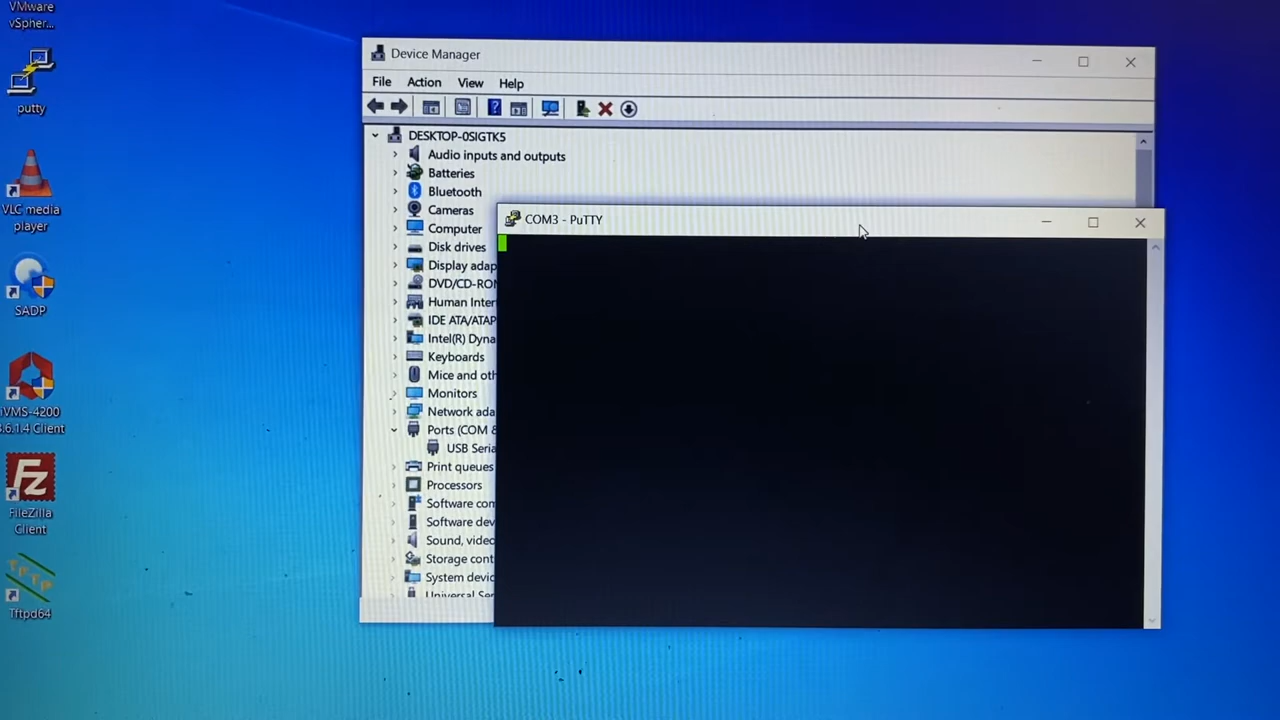 VMware
vSpher...
putty
VLC media
player
SADP
iVMS-4200
3.6.1.4 Client
FileZilla
Client
Tftpd64
Device Manager
File Action View Help
DESKTOP-0SIGTK5
Audio inputs and outputs
Batteries
Bluetooth
Cameras
Computer
Disk drives
Display adap
DVD/CD-RO
Human Inter
IDE ATA/ATAP
Intel(R) Dyna
Keyboards
Mice and oth
Monitors
Network ada
Ports (COM &
USB Seria
Print queues
Processors
Software com
Software dev
Sound, video
Storage cont
System devic
Universal Ser
COM3 - PuTTY